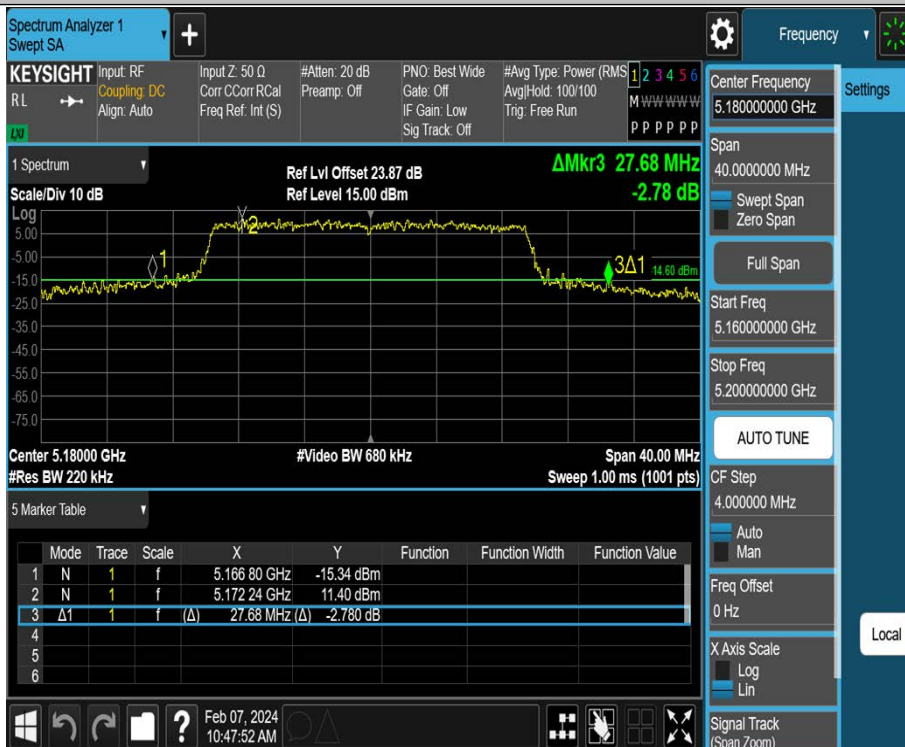 Spectrum Analyzer 1
Swept SA
Frequency
KEYSIGHT
RL
LXI
Input: RF
Coupling: DC
Align: Auto
Input Z: 50 Ω
Corr CCorr RCal
Freq Ref: Int (S)
#Atten: 20 dB
Preamp: Off
PNO: Best Wide
Gate: Off
IF Gain: Low
Sig Track: Off
#Avg Type: Power (RMS
Avg|Hold: 100/100
Trig: Free Run
1 2 3 4 5 6
M W W W W W
P P P P P P
1 Spectrum
Scale/Div 10 dB
Ref Lvl Offset 23.87 dB
Ref Level 15.00 dBm
ΔMkr3 27.68 MHz
-2.78 dB
Log
5.00
-5.00
-15.0
-25.0
-35.0
-45.0
-55.0
-65.0
-75.0
1
2
3Δ1
14.60 dBm
Center 5.18000 GHz
#Video BW 680 kHz
Span 40.00 MHz
#Res BW 220 kHz
Sweep 1.00 ms (1001 pts)
5 Marker Table
Mode Trace Scale X Y Function Function Width Function Value
1 N 1 f 5.166 80 GHz -15.34 dBm
2 N 1 f 5.172 24 GHz 11.40 dBm
3 Δ1 1 f (Δ) 27.68 MHz (Δ) -2.780 dB
4
5
6
?
Feb 07, 2024
10:47:52 AM
Center Frequency
5.180000000 GHz
Span
40.0000000 MHz
Swept Span
Zero Span
Full Span
Start Freq
5.160000000 GHz
Stop Freq
5.200000000 GHz
AUTO TUNE
CF Step
4.000000 MHz
Auto
Man
Freq Offset
0 Hz
X Axis Scale
Log
Lin
Signal Track
(Span Zoom)
Settings
Local